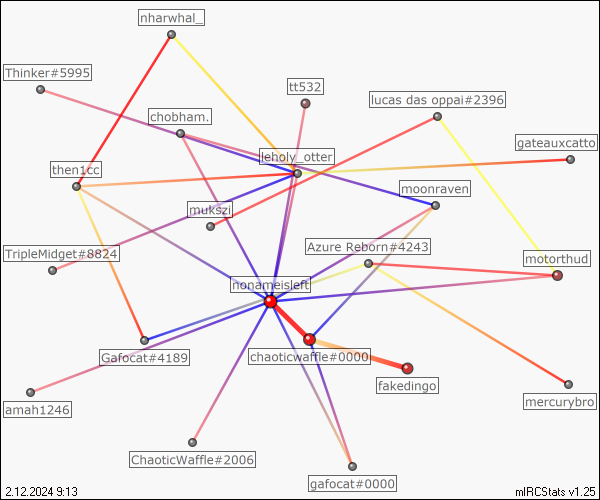 nharwhal_
Thinker#5995
tt532
lucas das oppai#2396
chobham.
gateauxcatto
leholy_otter
then1cc
moonraven
mukszi
Azure Reborn#4243
TripleMidget#8824
motorthud
nonameisleft
Gafocat#4189
chaoticwaffle#0000
fakedingo
amah1246
mercurybro
ChaoticWaffle#2006
gafocat#0000
2.12.2024 9:13
mIRCStats v1.25